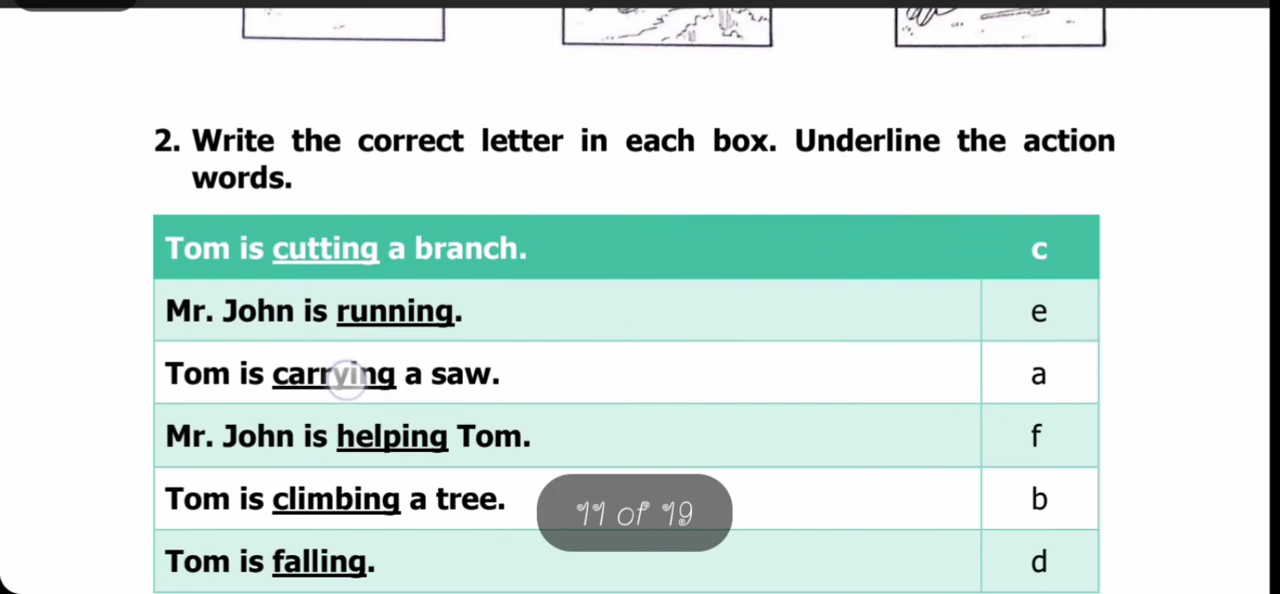 2. Write the correct letter in each box. Underline the action
words.
Tom is cutting a branch. c
Mr. John is running. e
Tom is carrying a saw. a
Mr. John is helping Tom. f
Tom is climbing a tree. b
11 of 19
Tom is falling. d